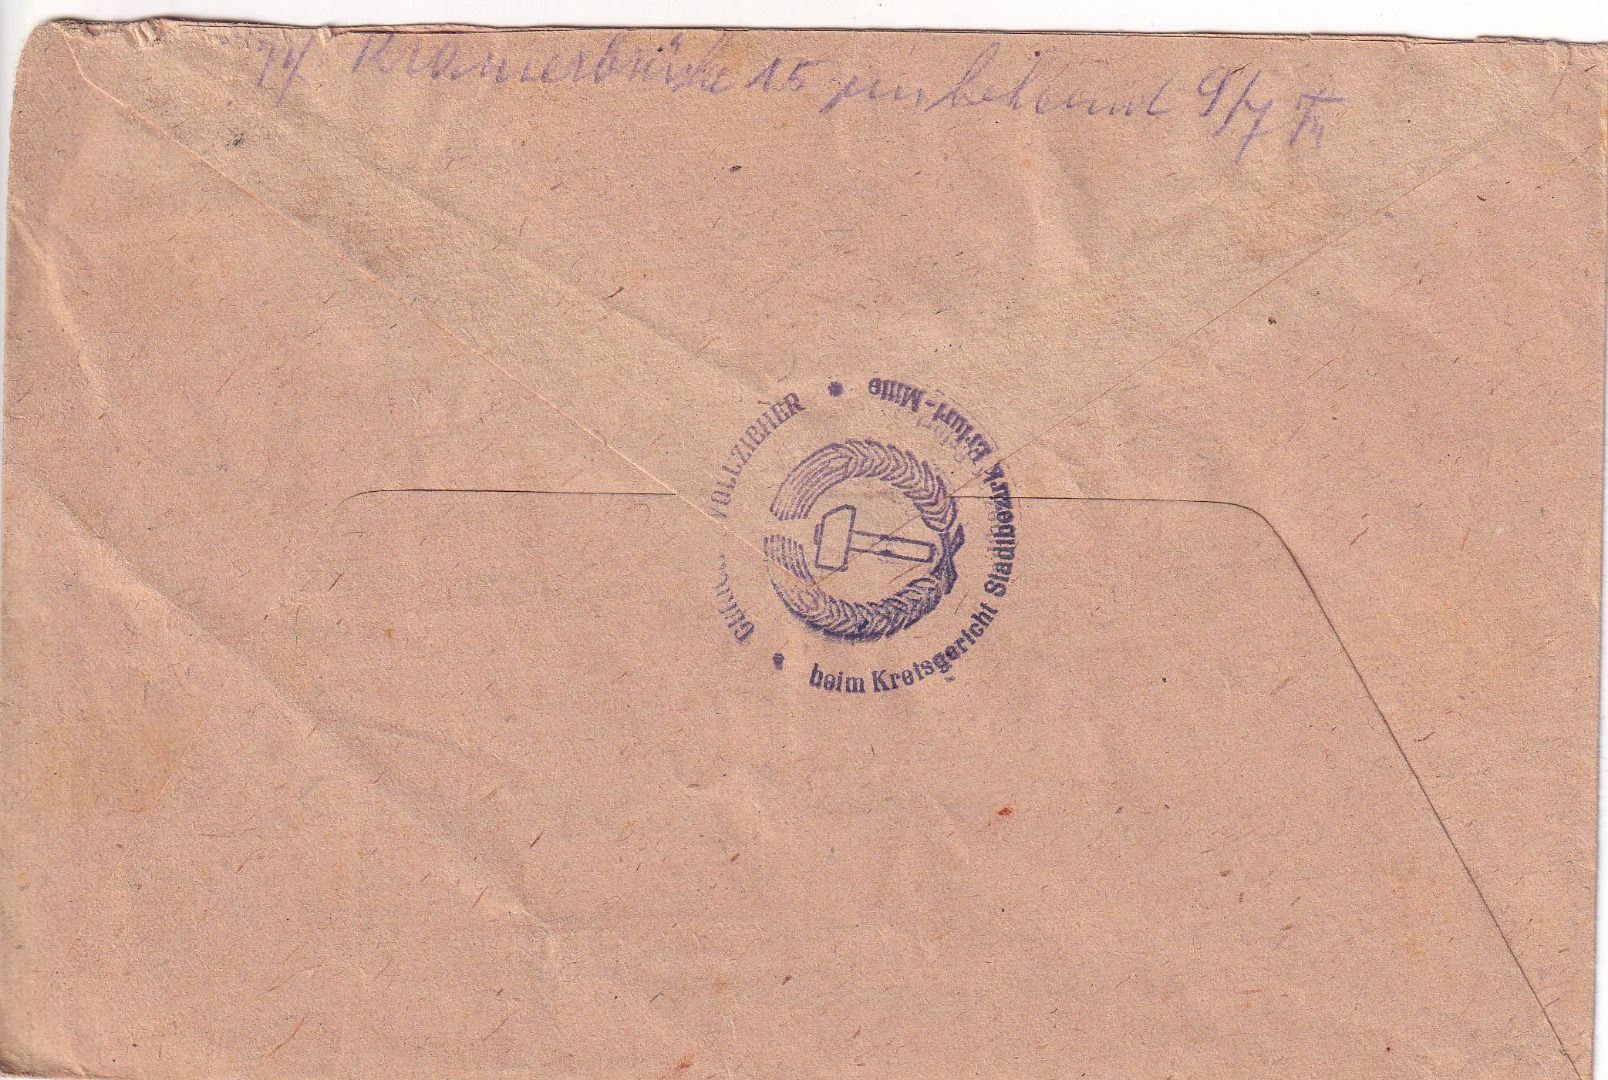 Krämerbrücke 15 unbekannt 9/7
GERICHTSVOLLZIEHER
beim Kreisgericht Stadtbezirk Erfurt-Mitte